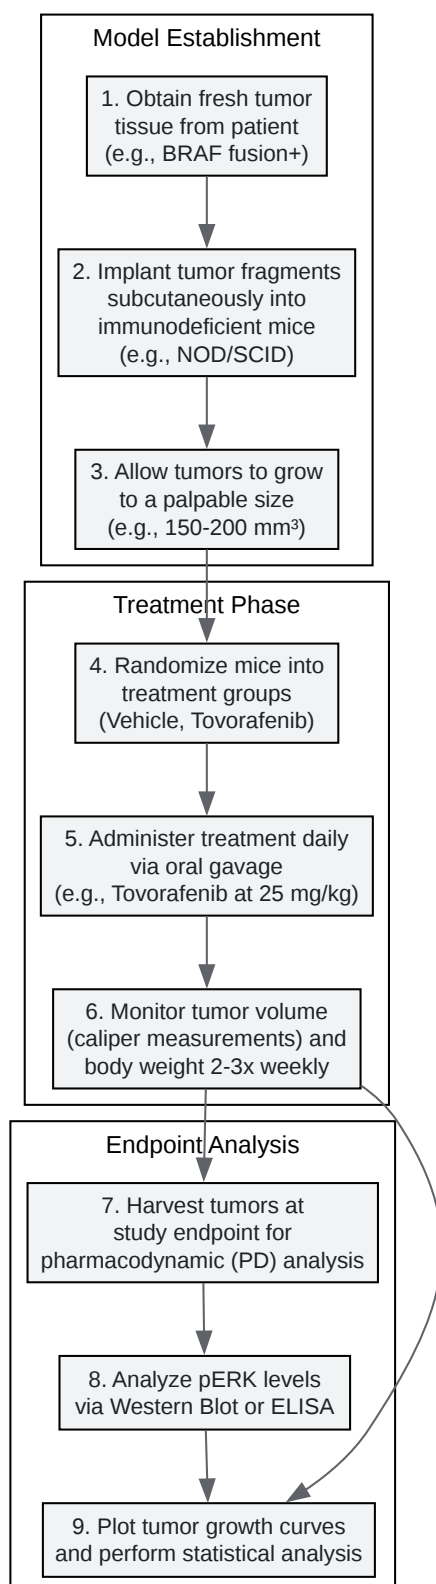 Model Establishment
1. Obtain fresh tumor
tissue from patient
(e.g., BRAF fusion+)
2. Implant tumor fragments
subcutaneously into
immunodeficient mice
(e.g., NOD/SCID)
3. Allow tumors to grow
to a palpable size
(e.g., 150-200 mm³)
Treatment Phase
4. Randomize mice into
treatment groups
(Vehicle, Tovorafenib)
5. Administer treatment daily
via oral gavage
(e.g., Tovorafenib at 25 mg/kg)
6. Monitor tumor volume
(caliper measurements) and
body weight 2-3x weekly
Endpoint Analysis
7. Harvest tumors at
study endpoint for
pharmacodynamic (PD) analysis
8. Analyze pERK levels
via Western Blot or ELISA
9. Plot tumor growth curves
and perform statistical analysis